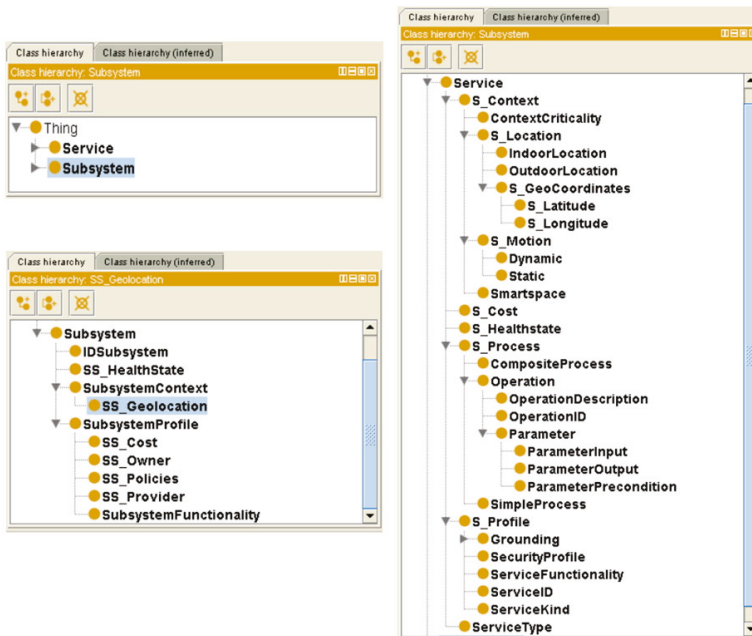 Class hierarchy Class hierarchy (inferred)
Class hierarchy: Subsystem
Thing
Service
Subsystem
Class hierarchy Class hierarchy (inferred)
Class hierarchy: SS_Geolocation
Subsystem
IDSubsystem
SS_HealthState
SubsystemContext
SS_Geolocation
SubsystemProfile
SS_Cost
SS_Owner
SS_Policies
SS_Provider
SubsystemFunctionality
Class hierarchy Class hierarchy (inferred)
Class hierarchy: Subsystem
Service
S_Context
ContextCriticality
S_Location
IndoorLocation
OutdoorLocation
S_GeoCoordinates
S_Latitude
S_Longitude
S_Motion
Dynamic
Static
Smartspace
S_Cost
S_Healthstate
S_Process
CompositeProcess
Operation
OperationDescription
OperationID
Parameter
ParameterInput
ParameterOutput
ParameterPrecondition
SimpleProcess
S_Profile
Grounding
SecurityProfile
ServiceFunctionality
ServiceID
ServiceKind
ServiceType